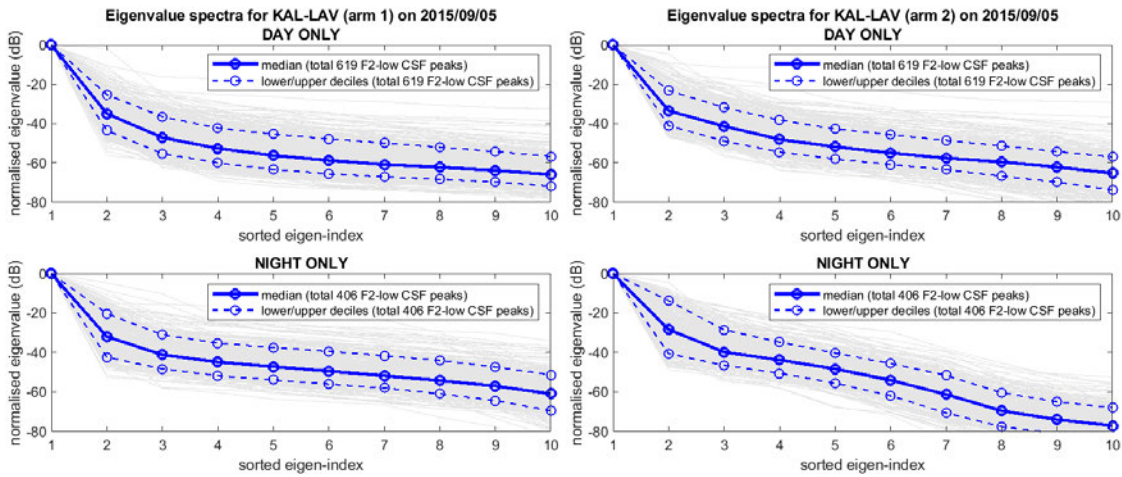 Eigenvalue spectra for KAL-LAV (arm 1) on 2015/09/05
DAY ONLY
normalised eigenvalue (dB)
0
-20
-40
-60
-80
median (total 619 F2-low CSF peaks)
lower/upper deciles (total 619 F2-low CSF peaks)
1 2 3 4 5 6 7 8 9 10
sorted eigen-index
Eigenvalue spectra for KAL-LAV (arm 2) on 2015/09/05
DAY ONLY
normalised eigenvalue (dB)
0
-20
-40
-60
-80
median (total 619 F2-low CSF peaks)
lower/upper deciles (total 619 F2-low CSF peaks)
1 2 3 4 5 6 7 8 9 10
sorted eigen-index
NIGHT ONLY
normalised eigenvalue (dB)
0
-20
-40
-60
-80
median (total 406 F2-low CSF peaks)
lower/upper deciles (total 406 F2-low CSF peaks)
1 2 3 4 5 6 7 8 9 10
sorted eigen-index
NIGHT ONLY
normalised eigenvalue (dB)
0
-20
-40
-60
-80
median (total 406 F2-low CSF peaks)
lower/upper deciles (total 406 F2-low CSF peaks)
1 2 3 4 5 6 7 8 9 10
sorted eigen-index